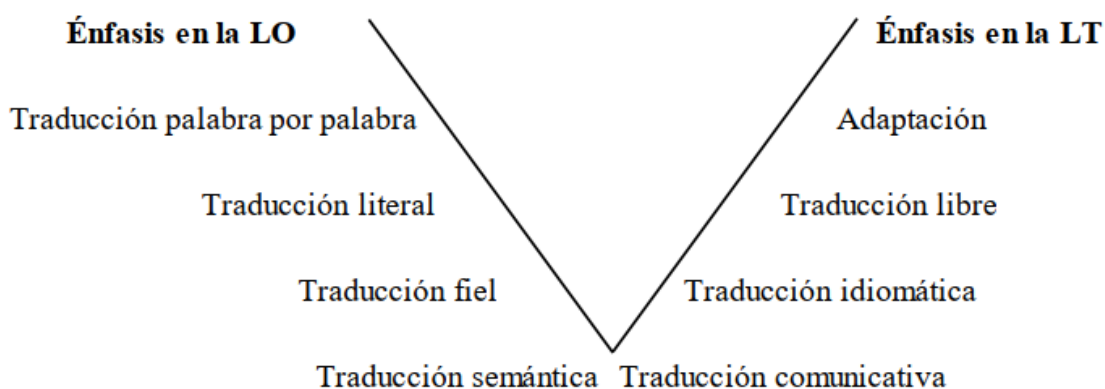 Énfasis en la LO Énfasis en la LT
Traducción palabra por palabra Adaptación
Traducción literal Traducción libre
Traducción fiel Traducción idiomática
Traducción semántica Traducción comunicativa